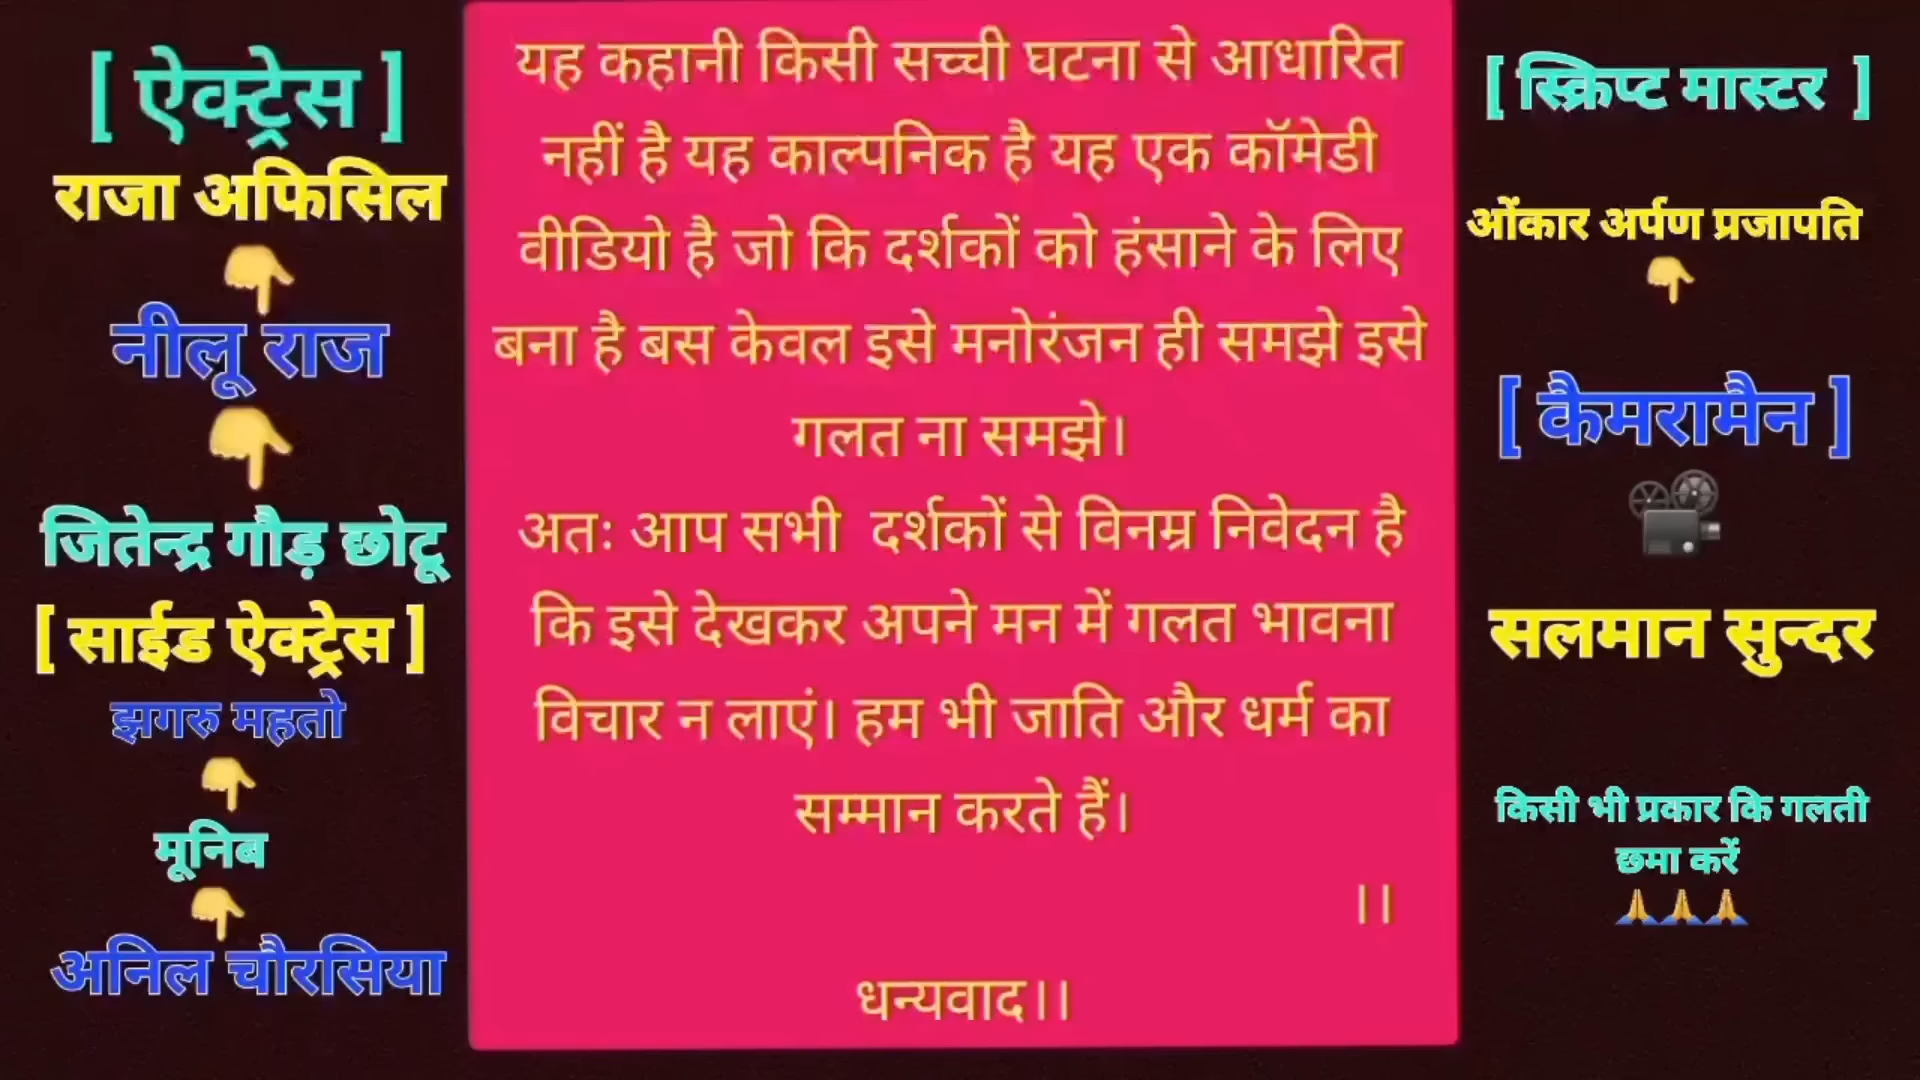 [ ऐक्ट्रेस ]
राजा अफिसिल
👇
नीलू राज
👇
जितेन्द्र गौड़ छोटू
[ साईड ऐक्ट्रेस ]
झगरु महतो
👇
मूनिब
👇
अनिल चौरसिया
यह कहानी किसी सच्ची घटना से आधारित
नहीं है यह काल्पनिक है यह एक कॉमेडी
वीडियो है जो कि दर्शकों को हंसाने के लिए
बना है बस केवल इसे मनोरंजन ही समझे इसे
गलत ना समझे।
अतः आप सभी दर्शकों से विनम्र निवेदन है
कि इसे देखकर अपने मन में गलत भावना
विचार न लाएं। हम भी जाति और धर्म का
सम्मान करते हैं।
।।
धन्यवाद।।
[ स्क्रिप्ट मास्टर ]
ओंकार अर्पण प्रजापति
👇
[ कैमरामैन ]
🎥
सलमान सुन्दर
किसी भी प्रकार कि गलती
छमा करें
🙏🙏🙏